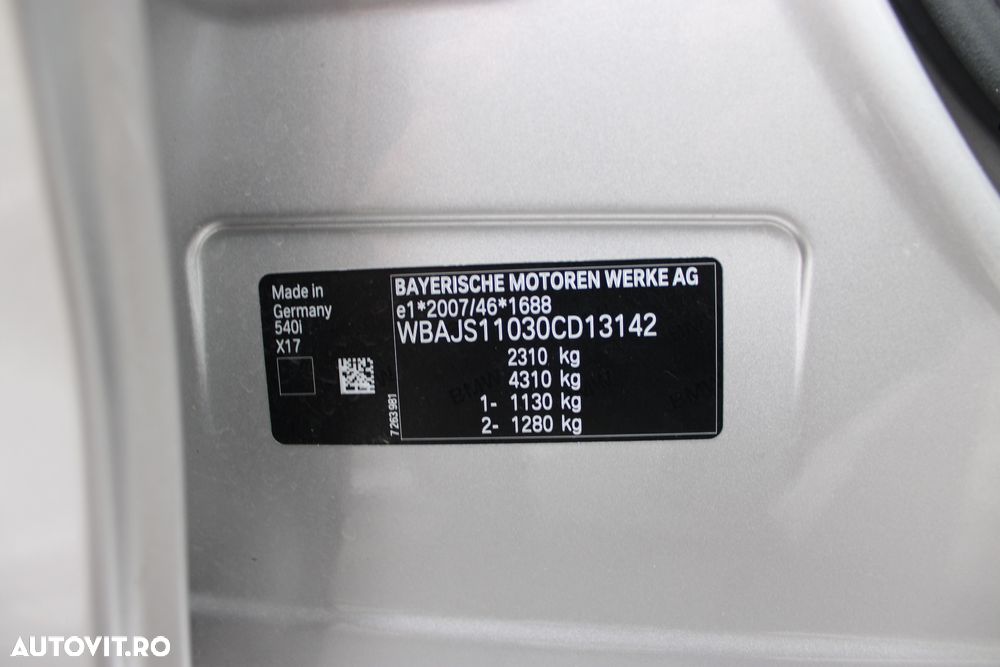 Made in
Germany
540i
X17
7 263 981
BAYERISCHE MOTOREN WERKE AG
e1*2007/46*1688
WBAJS11030CD13142
2310 kg
4310 kg
1- 1130 kg
2- 1280 kg
AUTOVIT.RO